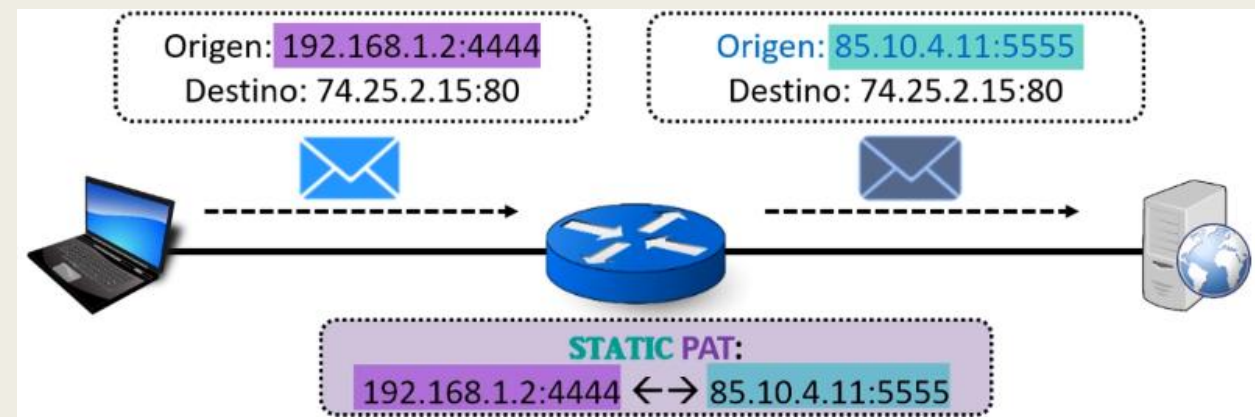 Origen: 192.168.1.2:4444
Destino: 74.25.2.15:80
Origen: 85.10.4.11:5555
Destino: 74.25.2.15:80
STATIC PAT:
192.168.1.2:4444 ←→ 85.10.4.11:5555